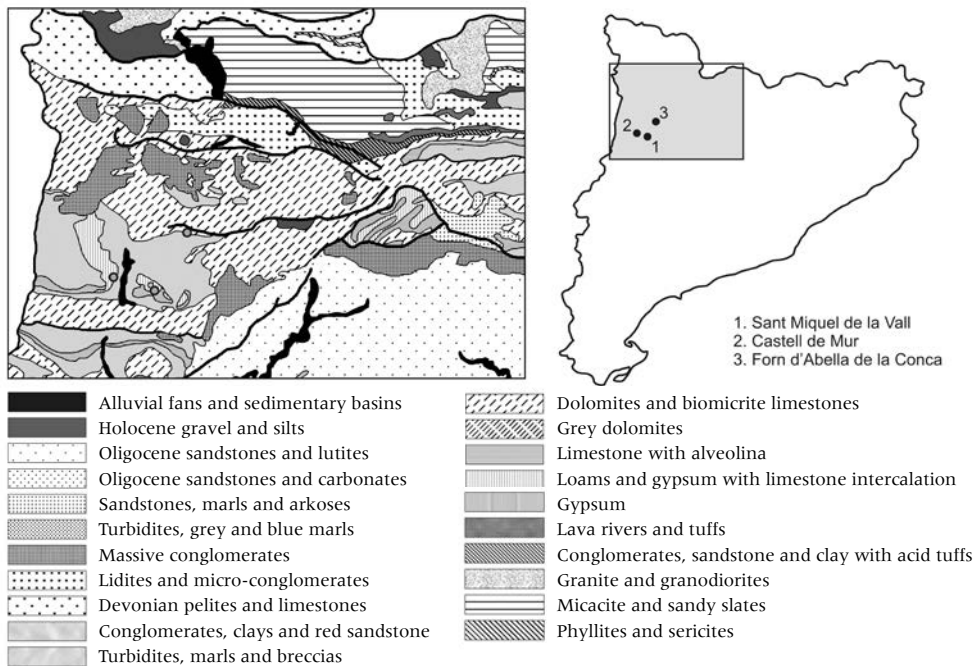 3
2
1
1. Sant Miquel de la Vall
2. Castell de Mur
3. Forn d'Abella de la Conca
Alluvial fans and sedimentary basins
Holocene gravel and silts
Oligocene sandstones and lutites
Oligocene sandstones and carbonates
Sandstones, marls and arkoses
Turbidites, grey and blue marls
Massive conglomerates
Lidites and micro-conglomerates
Devonian pelites and limestones
Conglomerates, clays and red sandstone
Turbidites, marls and breccias
Dolomites and biomicrite limestones
Grey dolomites
Limestone with alveolina
Loams and gypsum with limestone intercalation
Gypsum
Lava rivers and tuffs
Conglomerates, sandstone and clay with acid tuffs
Granite and granodiorites
Micacite and sandy slates
Phyllites and sericites